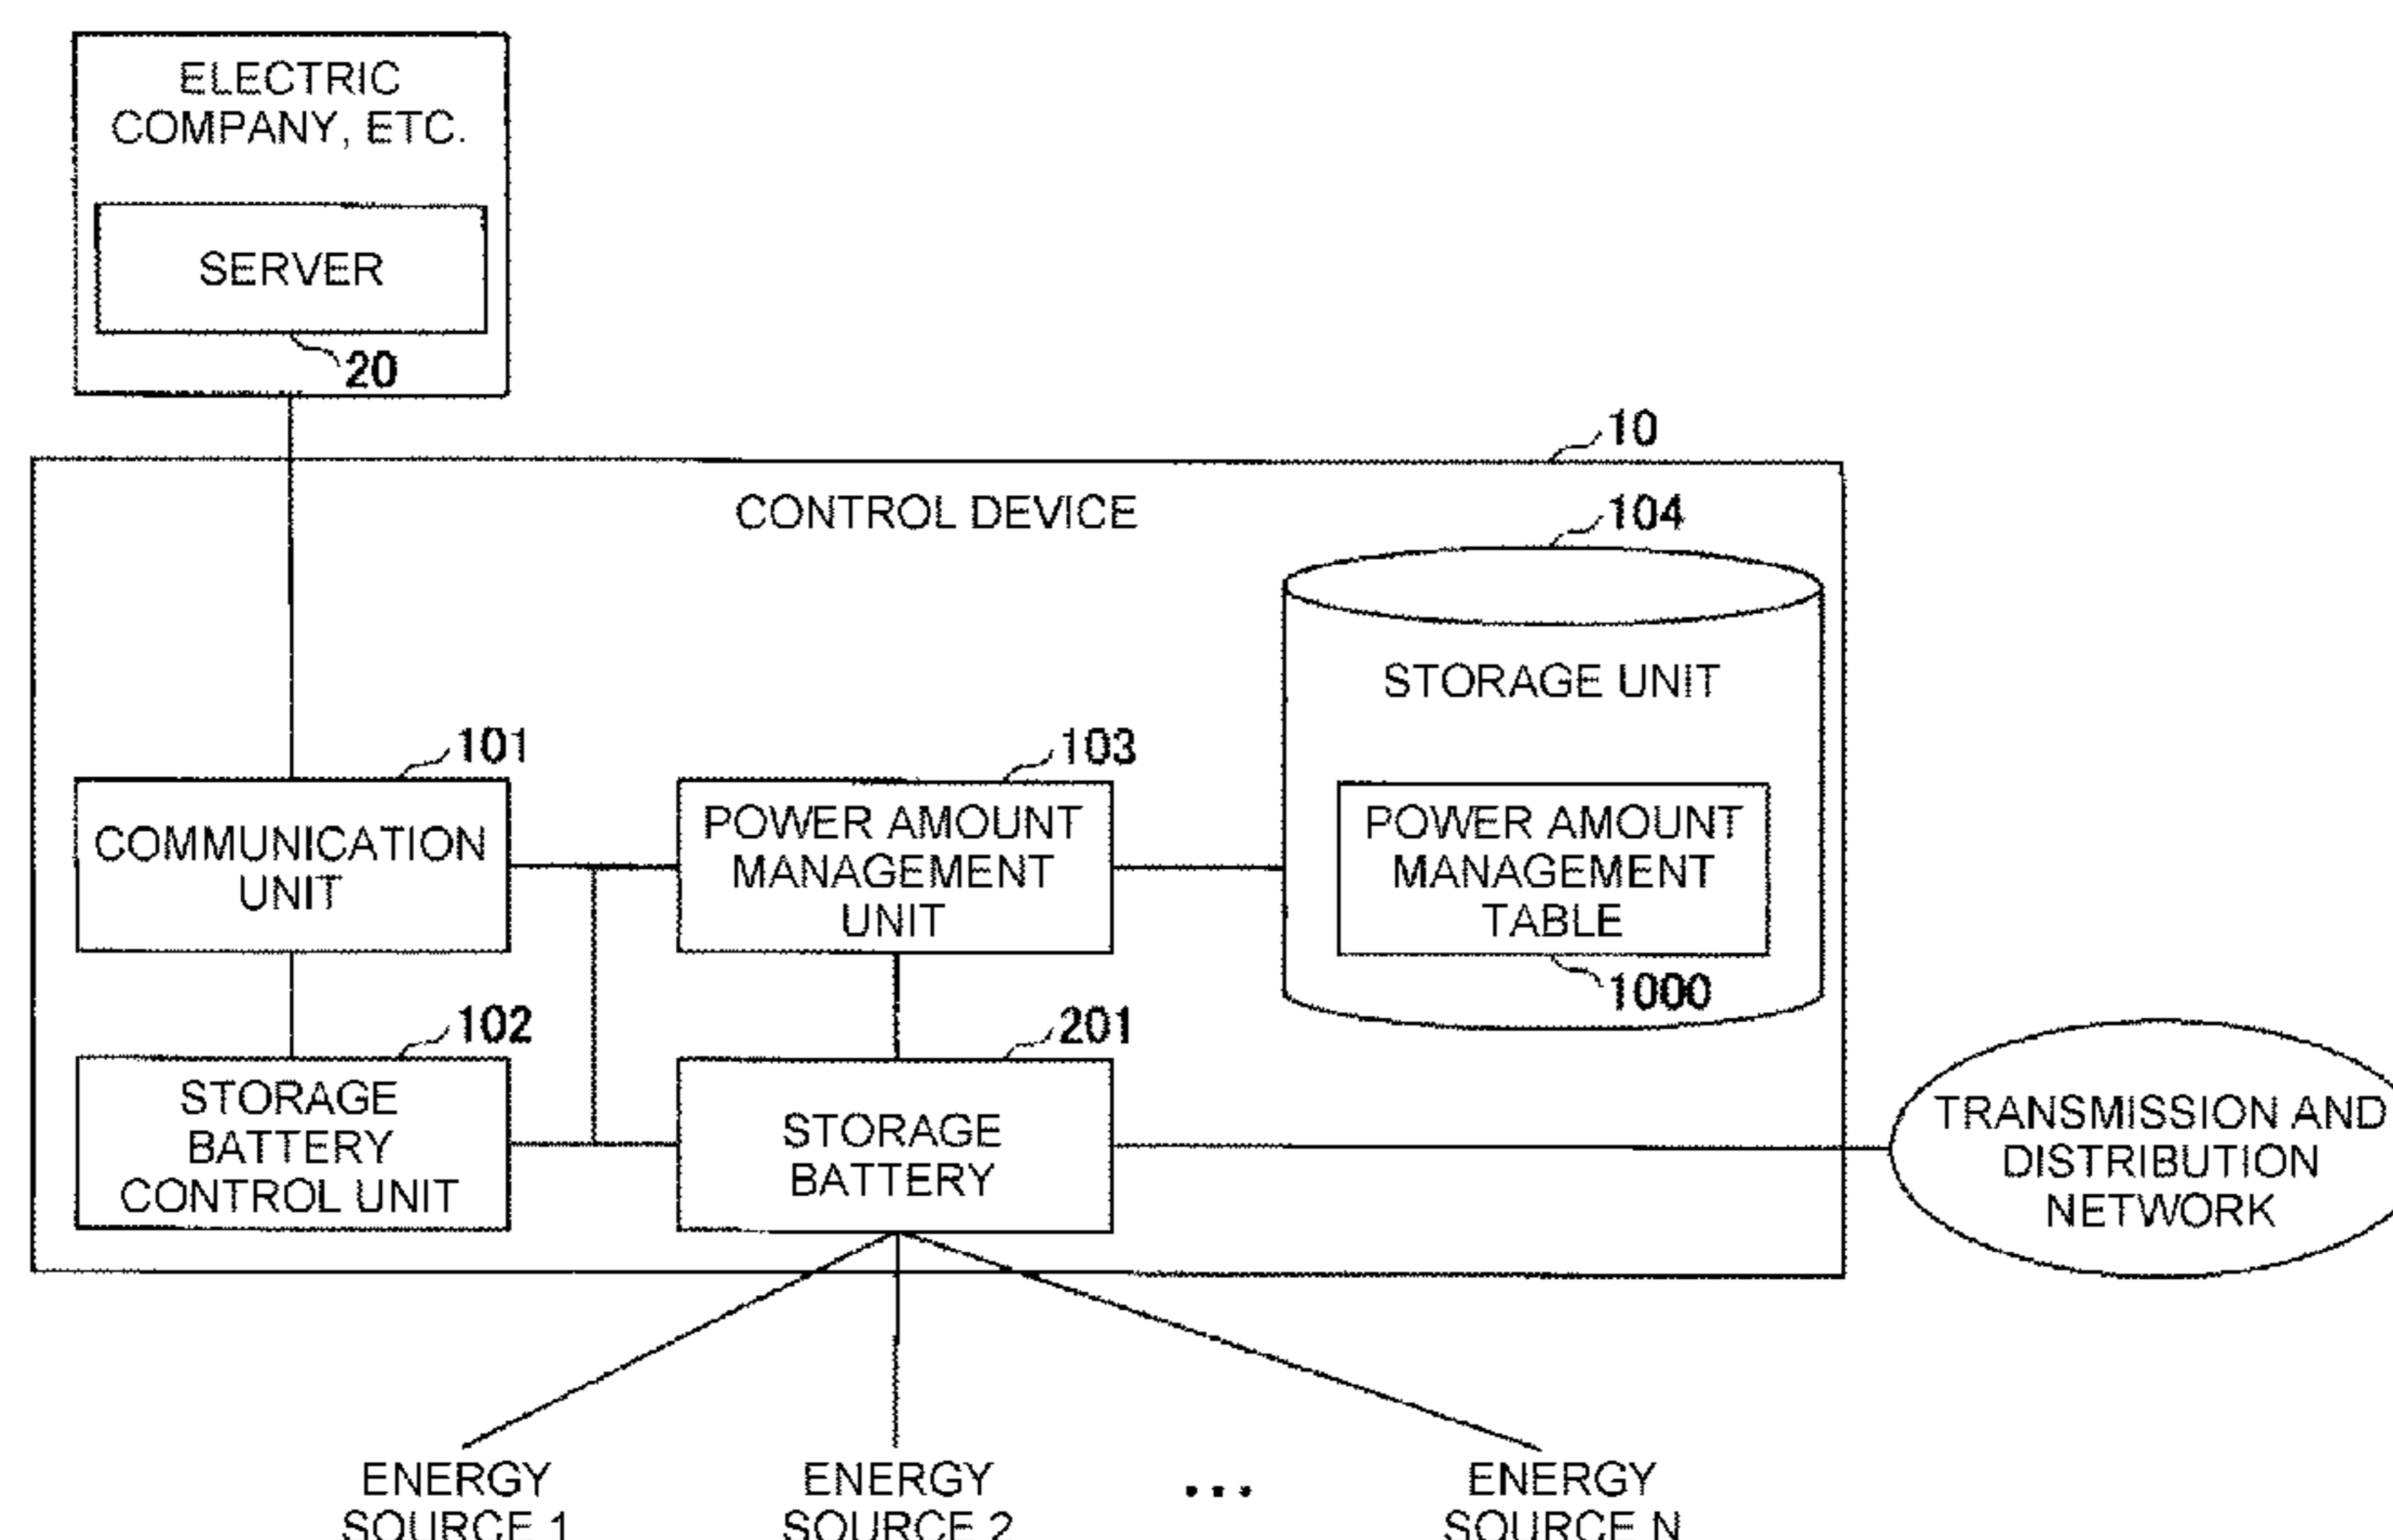 ELECTRIC
COMPANY, ETC.
SERVER
20
10
CONTROL DEVICE
104
STORAGE UNIT
101
103
COMMUNICATION
UNIT
POWER AMOUNT
MANAGEMENT
UNIT
POWER AMOUNT
MANAGEMENT
TABLE
1000
102
201
STORAGE
BATTERY
CONTROL UNIT
STORAGE
BATTERY
TRANSMISSION AND
DISTRIBUTION
NETWORK
ENERGY
SOURCE 1
ENERGY
SOURCE 2
...
ENERGY
SOURCE N